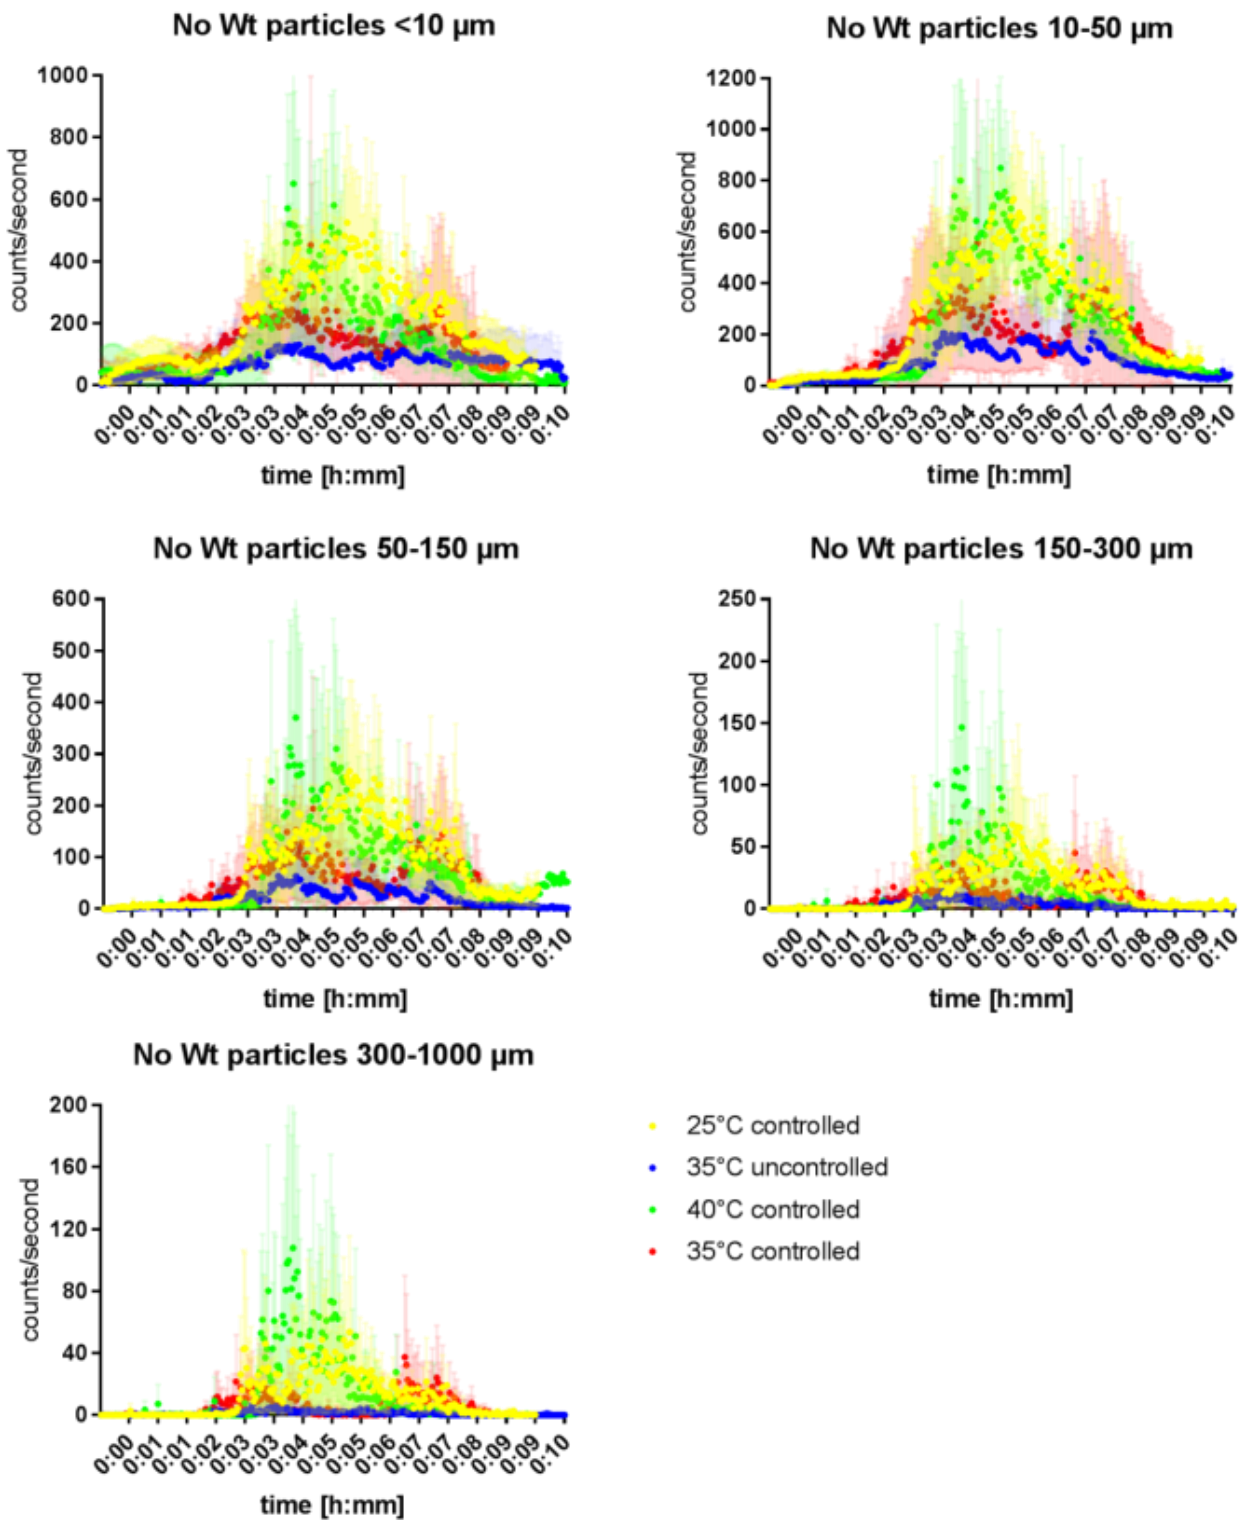 No Wt particles <10 µm
1000
800
600
400
200
0
counts/second
0:00 0:01 0:01 0:02 0:03 0:03 0:04 0:05 0:05 0:06 0:07 0:07 0:08 0:09 0:09 0:10
time [h:mm]
No Wt particles 10-50 µm
1200
1000
800
600
400
200
0
counts/second
0:00 0:01 0:01 0:02 0:03 0:03 0:04 0:05 0:05 0:06 0:07 0:07 0:08 0:09 0:09 0:10
time [h:mm]
No Wt particles 50-150 µm
600
500
400
300
200
100
0
counts/second
0:00 0:01 0:01 0:02 0:03 0:03 0:04 0:05 0:05 0:06 0:07 0:07 0:08 0:09 0:09 0:10
time [h:mm]
No Wt particles 150-300 µm
250
200
150
100
50
0
counts/second
0:00 0:01 0:01 0:02 0:03 0:03 0:04 0:05 0:05 0:06 0:07 0:07 0:08 0:09 0:09 0:10
time [h:mm]
No Wt particles 300-1000 µm
200
160
120
80
40
0
counts/second
0:00 0:01 0:01 0:02 0:03 0:03 0:04 0:05 0:05 0:06 0:07 0:07 0:08 0:09 0:09 0:10
time [h:mm]
25°C controlled
35°C uncontrolled
40°C controlled
35°C controlled